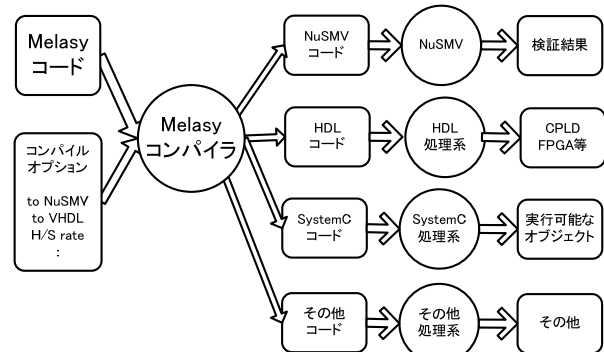 Melasy
コード
コンパイル
オプション
to NuSMV
to VHDL
H/S rate
:
Melasy
コンパイラ
NuSMV
コード
NuSMV
検証結果
HDL
コード
HDL
処理系
CPLD
FPGA等
SystemC
コード
SystemC
処理系
実行可能な
オブジェクト
その他
コード
その他
処理系
その他